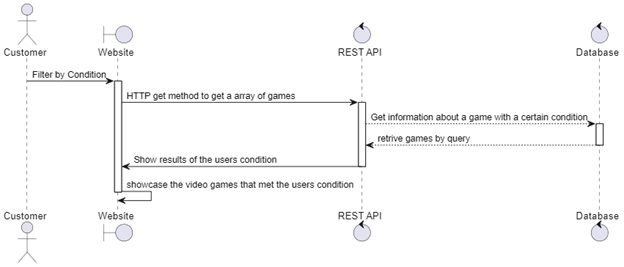 Customer
Website
REST API
Database
Filter by Condition
HTTP get method to get a array of games
Get information about a game with a certain condition
retrive games by query
Show results of the users condition
showcase the video games that met the users condition
Customer
Website
REST API
Database